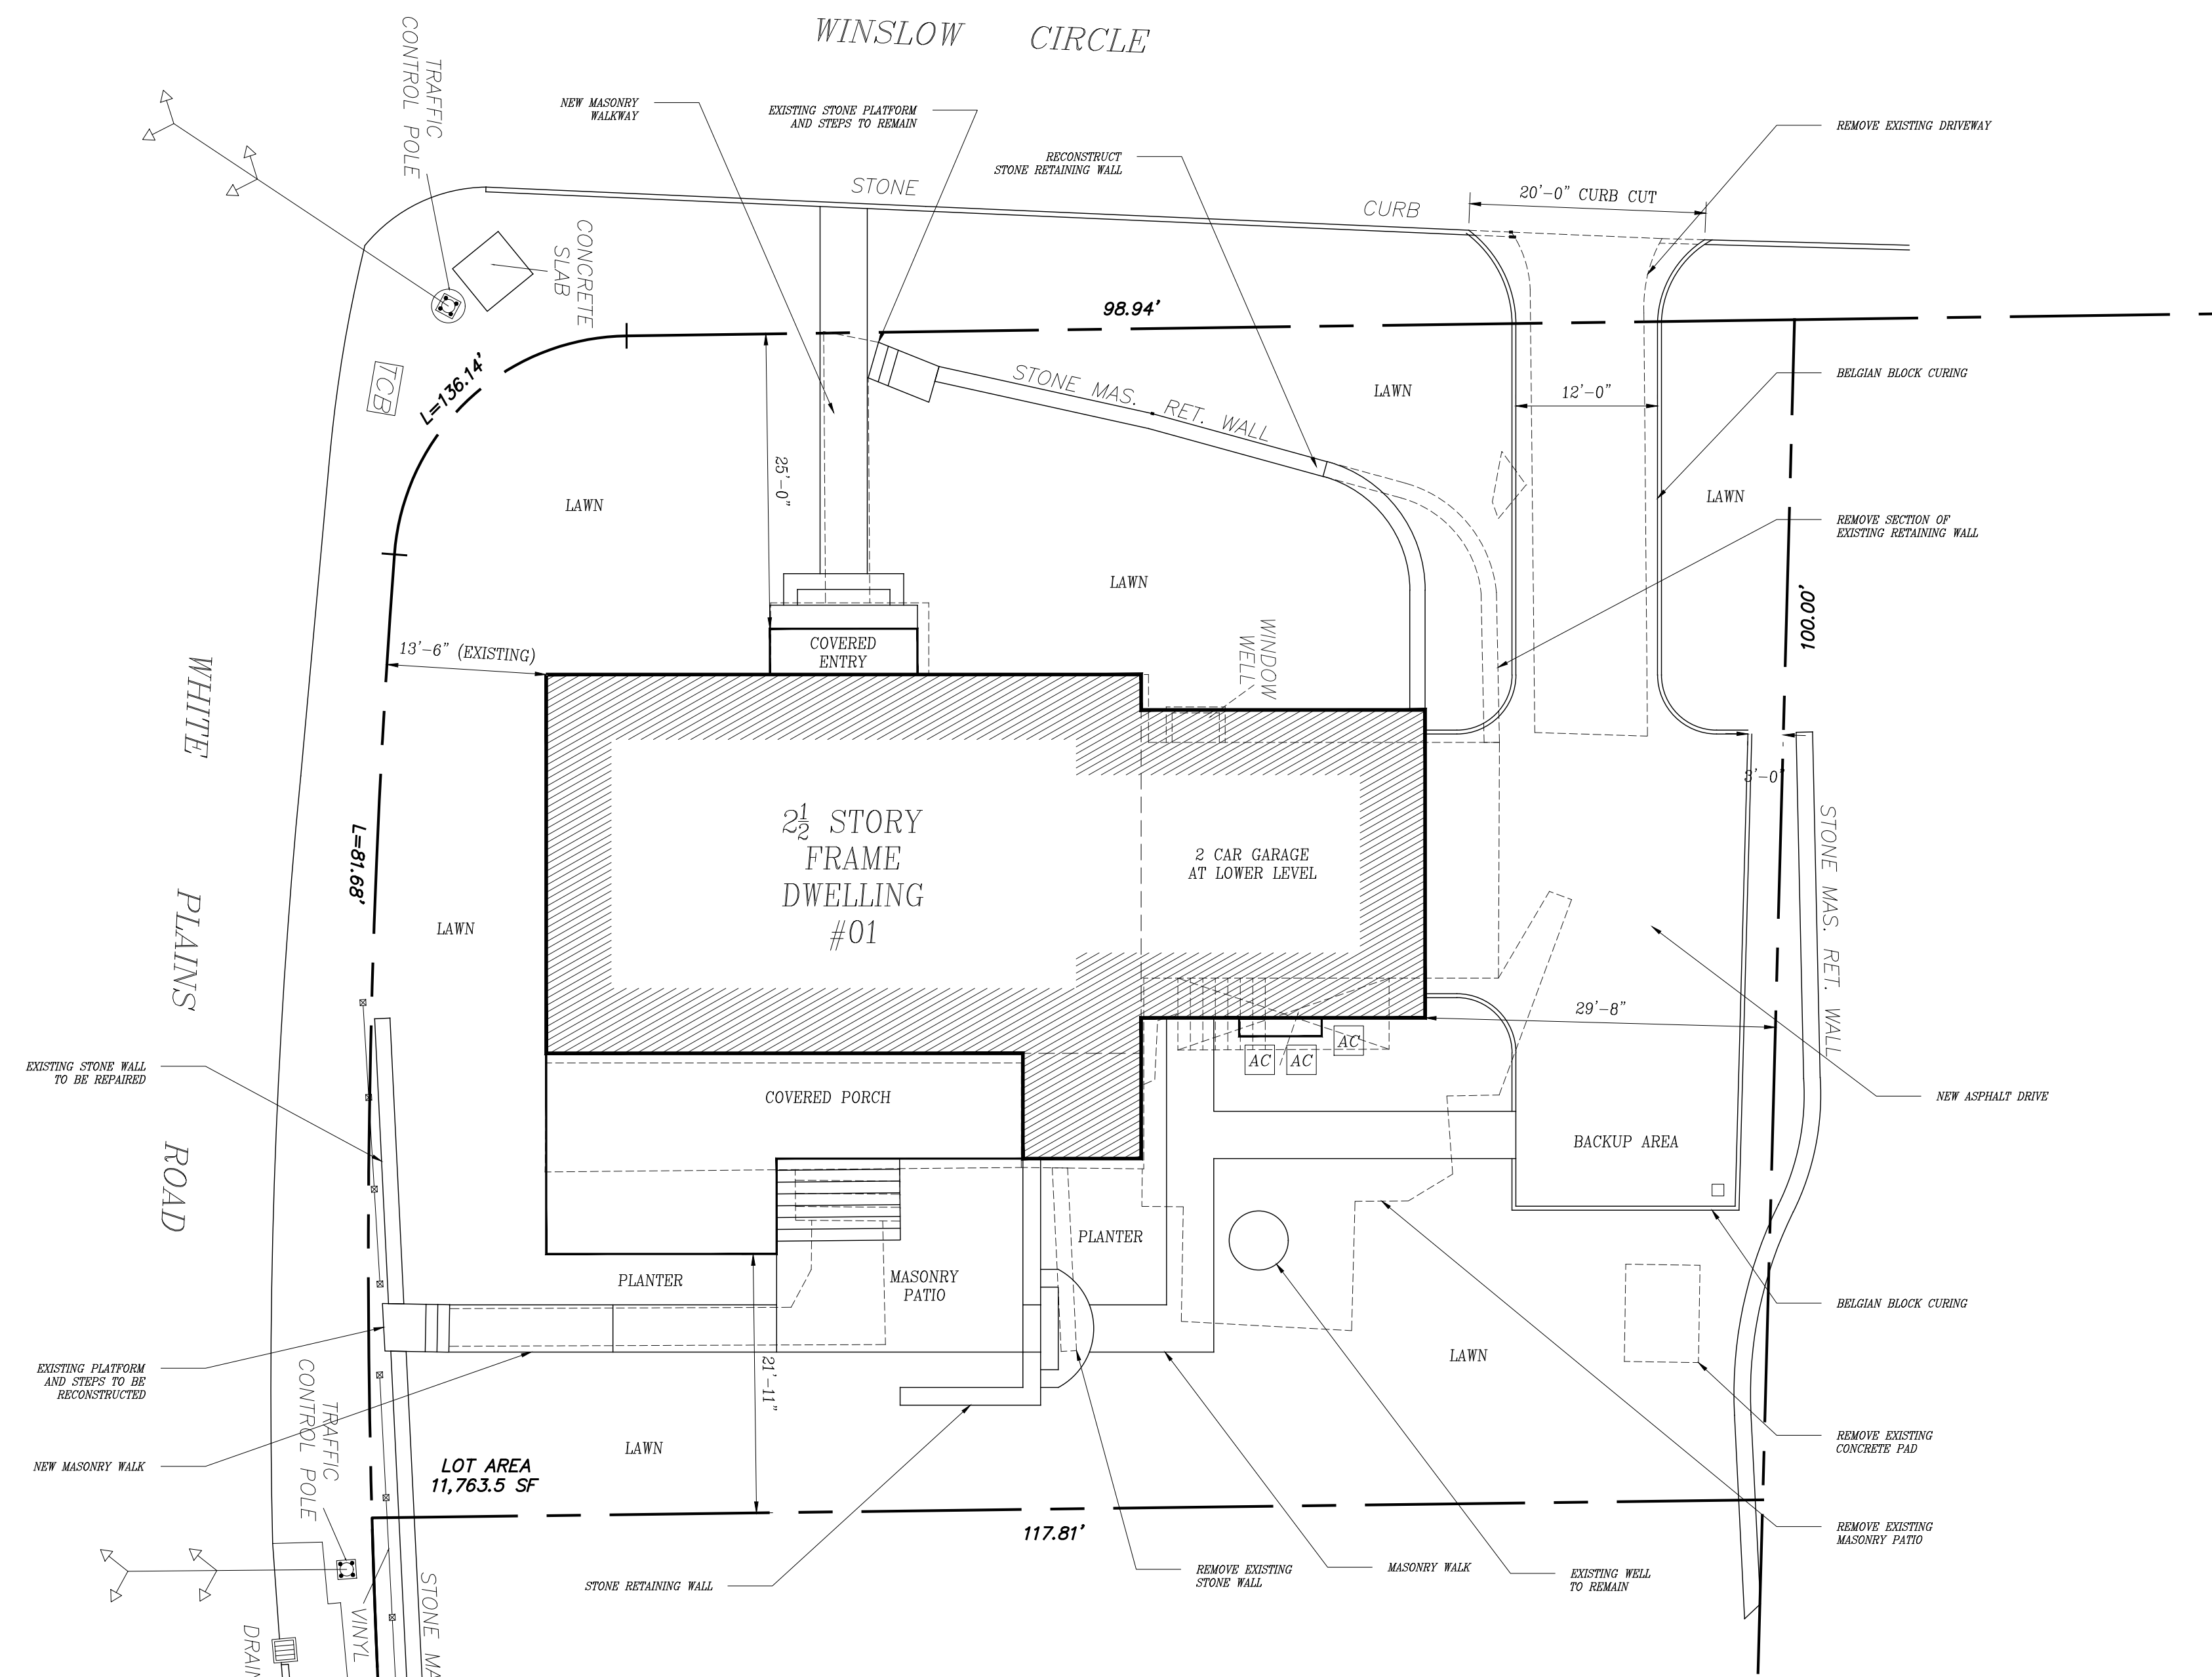 WINSLOW CIRCLE
TRAFFIC
CONTROL POLE
NEW MASONRY
WALKWAY
EXISTING STONE PLATFORM
AND STEPS TO REMAIN
RECONSTRUCT
STONE RETAINING WALL
REMOVE EXISTING DRIVEWAY
STONE CURB
20'-0" CURB CUT
CONCRETE
SLAB
98.94'
L=136.14'
TCB
STONE MAS. RET. WALL
LAWN
12'-0"
BELGIAN BLOCK CURING
25'-0"
LAWN
LAWN
REMOVE SECTION OF
EXISTING RETAINING WALL
LAWN
100.00'
13'-6" (EXISTING)
COVERED
ENTRY
WINDOW
WELL
WHITE PLAINS ROAD
3'-0"
L=81.68'
2½ STORY
FRAME
DWELLING
#01
2 CAR GARAGE
AT LOWER LEVEL
STONE MAS. RET. WALL
LAWN
29'-8"
AC
AC
AC
EXISTING STONE WALL
TO BE REPAIRED
COVERED PORCH
NEW ASPHALT DRIVE
BACKUP AREA
PLANTER
PLANTER
MASONRY
PATIO
BELGIAN BLOCK CURING
EXISTING PLATFORM
AND STEPS TO BE
RECONSTRUCTED
21'-11"
LAWN
TRAFFIC
CONTROL POLE
REMOVE EXISTING
CONCRETE PAD
LAWN
NEW MASONRY WALK
LOT AREA
11,763.5 SF
117.81'
REMOVE EXISTING
MASONRY PATIO
STONE RETAINING WALL
REMOVE EXISTING
STONE WALL
MASONRY WALK
EXISTING WELL
TO REMAIN
VINYL
STONE MA
DRAIN